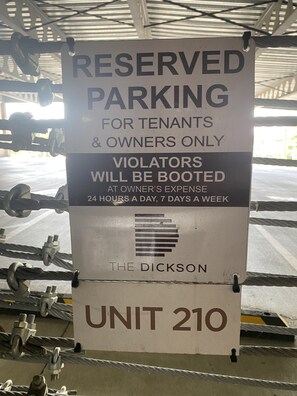 RESERVED
PARKING
FOR TENANTS
& OWNERS ONLY
VIOLATORS
WILL BE BOOTED
AT OWNER'S EXPENSE
24 HOURS A DAY, 7 DAYS A WEEK
THE DICKSON
UNIT 210